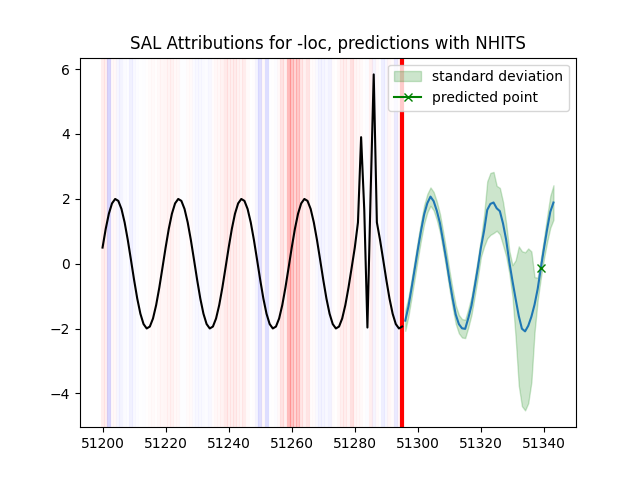 SAL Attributions for -loc, predictions with NHITS
standard deviation
predicted point
6
4
2
0
−2
−4
51200 51220 51240 51260 51280 51300 51320 51340